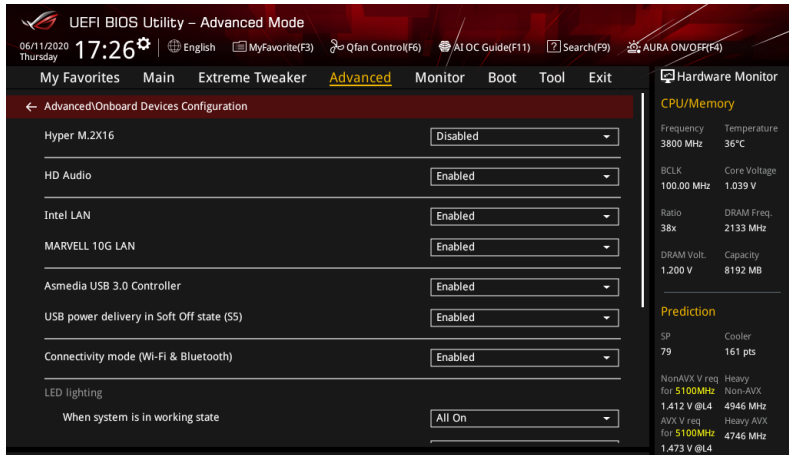 UEFI BIOS Utility – Advanced Mode
06/11/2020 Thursday 17:26 English MyFavorite(F3) Qfan Control(F6) AI OC Guide(F11) Search(F9) AURA ON/OFF(F4)
My Favorites Main Extreme Tweaker Advanced Monitor Boot Tool Exit
← Advanced\Onboard Devices Configuration
Hyper M.2X16 Disabled
HD Audio Enabled
Intel LAN Enabled
MARVELL 10G LAN Enabled
Asmedia USB 3.0 Controller Enabled
USB power delivery in Soft Off state (S5) Enabled
Connectivity mode (Wi-Fi & Bluetooth) Enabled
LED lighting
When system is in working state All On
Hardware Monitor
CPU/Memory
Frequency Temperature
3800 MHz 36°C
BCLK Core Voltage
100.00 MHz 1.039 V
Ratio DRAM Freq.
38x 2133 MHz
DRAM Volt. Capacity
1.200 V 8192 MB
Prediction
SP Cooler
79 161 pts
NonAVX V req Heavy
for 5100MHz Non-AVX
1.412 V @L4 4946 MHz
AVX V req Heavy AVX
for 5100MHz 4746 MHz
1.473 V @L4